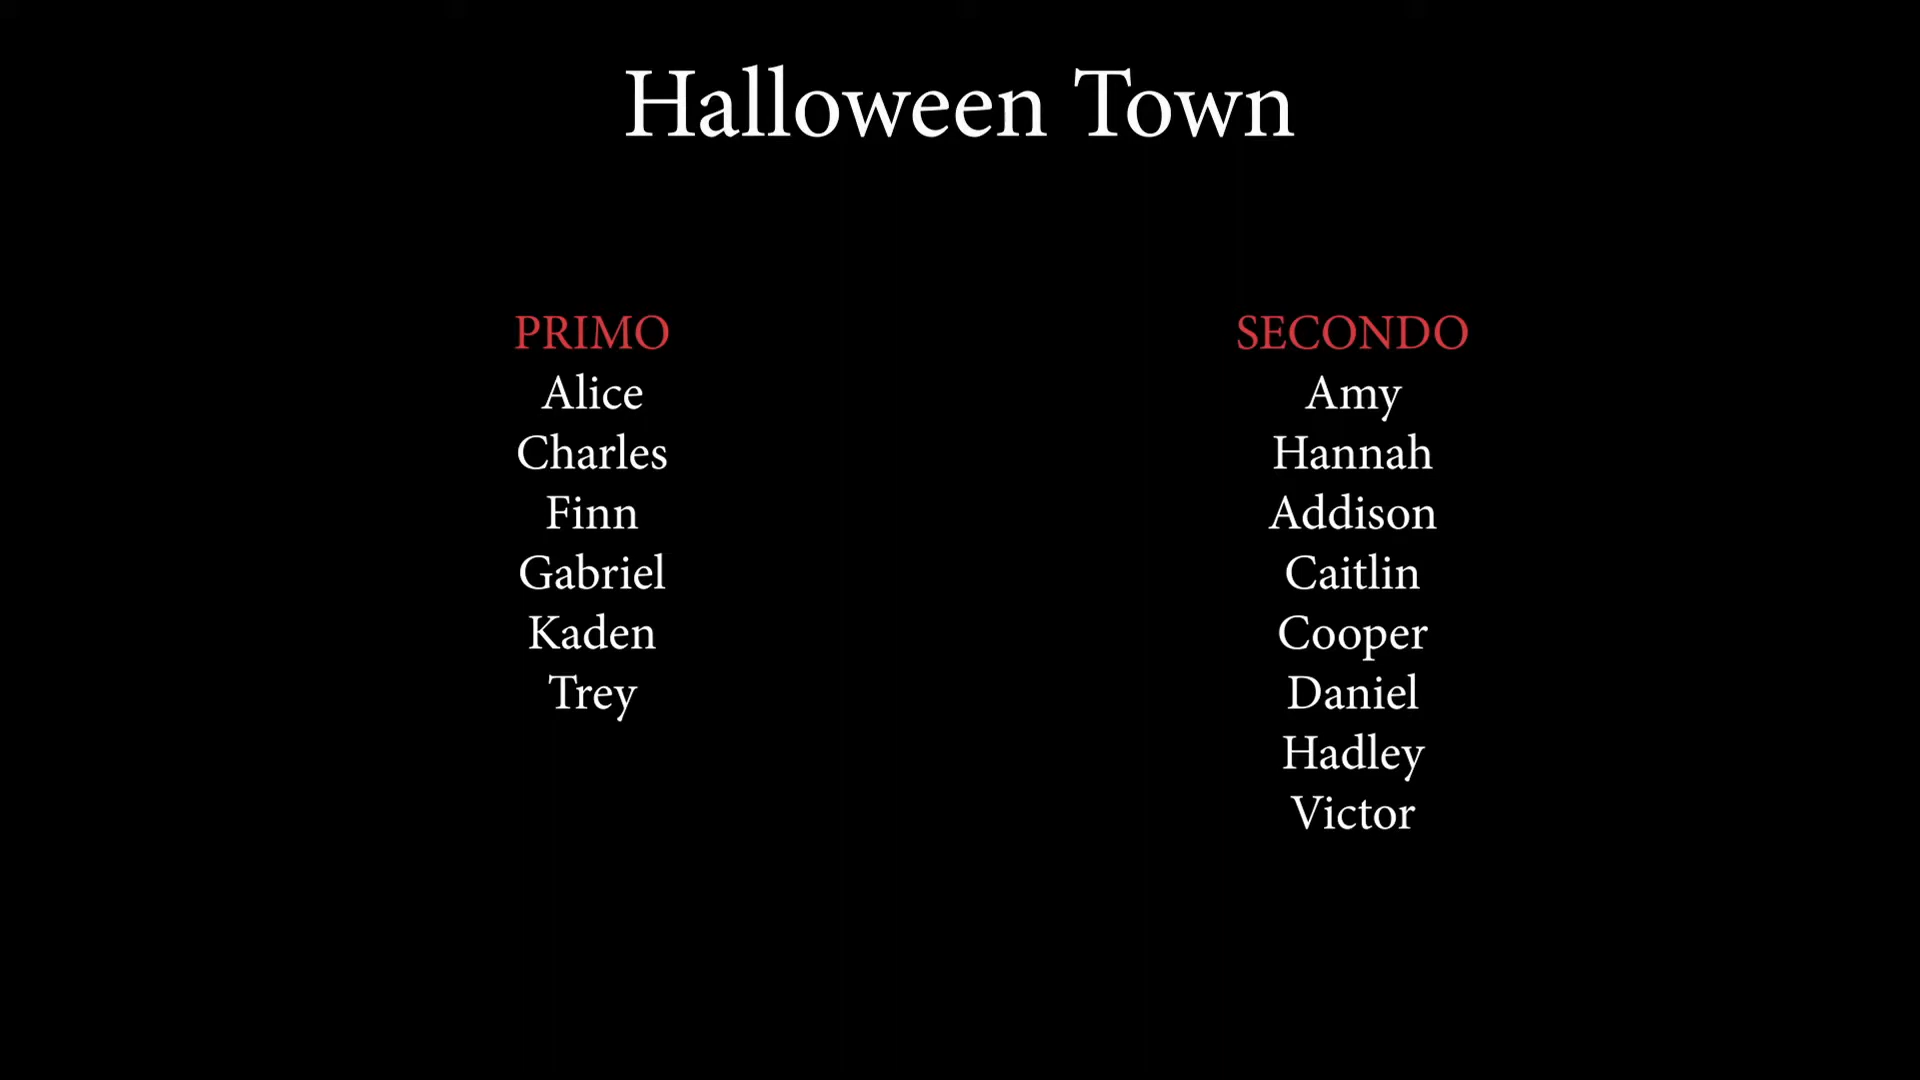 Halloween Town
PRIMO
Alice
Charles
Finn
Gabriel
Kaden
Trey
SECONDO
Amy
Hannah
Addison
Caitlin
Cooper
Daniel
Hadley
Victor